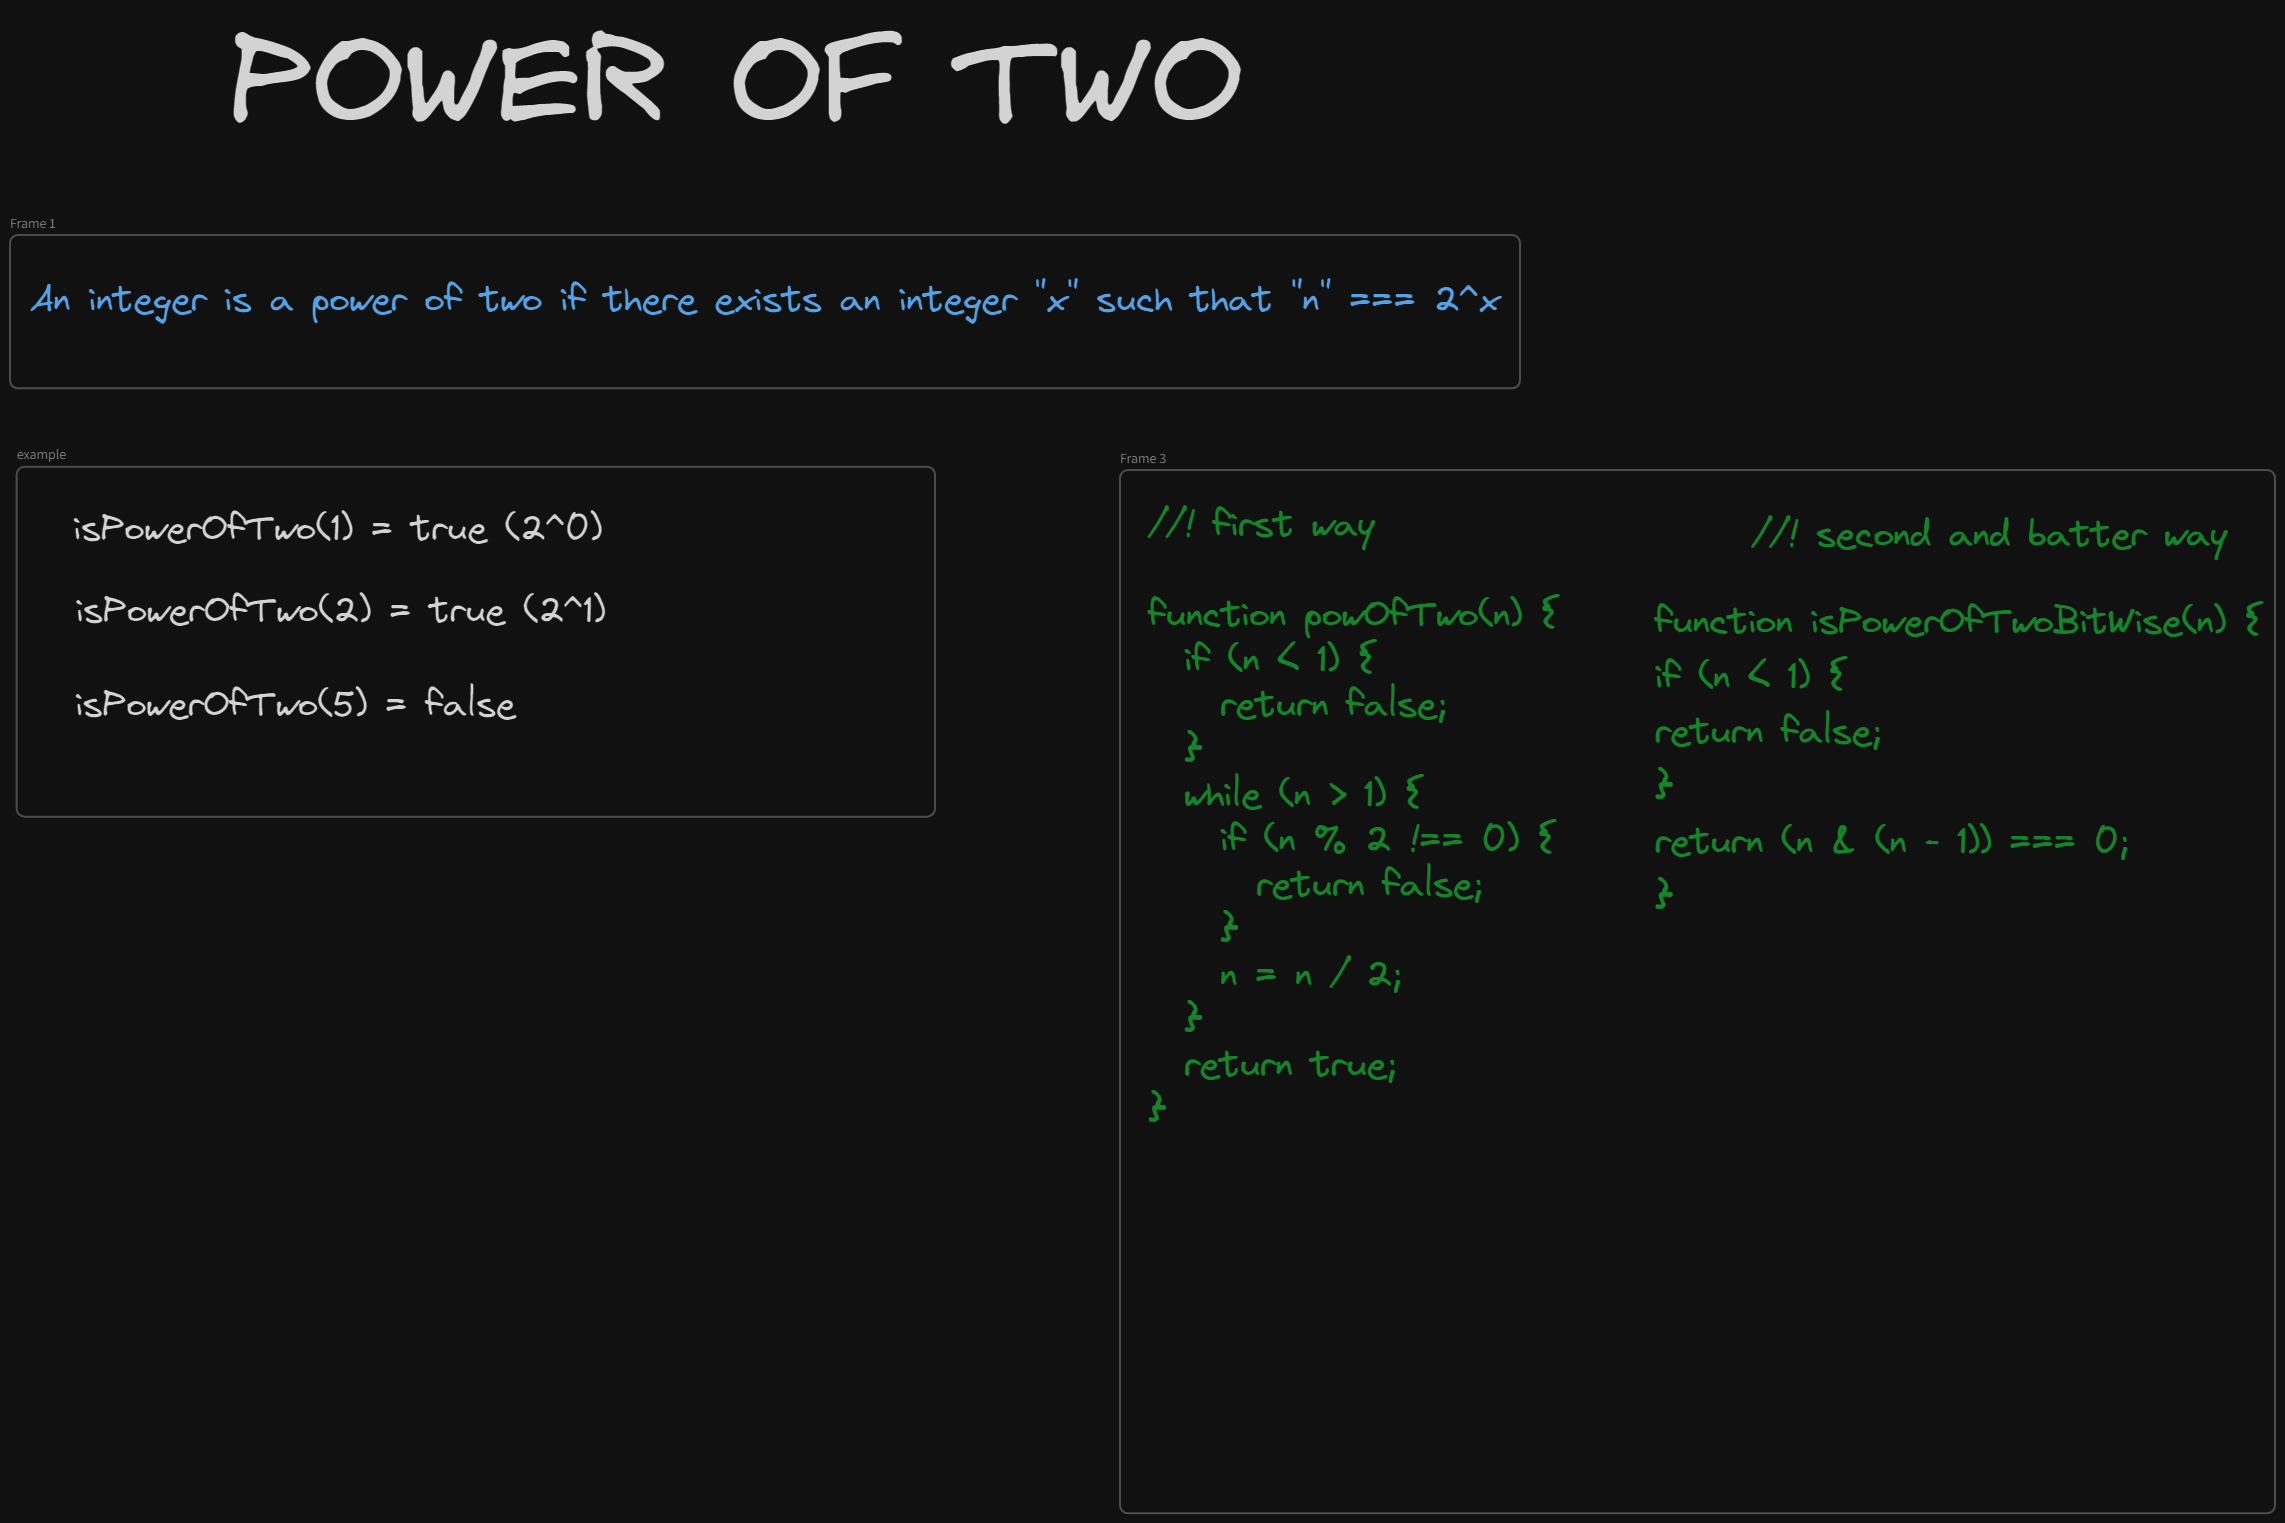 POWER OF TWO
Frame 1
An integer is a power of two if there exists an integer "x" such that "n" === 2^x
example
isPowerOfTwo(1) = true (2^0)
isPowerOfTwo(2) = true (2^1)
isPowerOfTwo(5) = false
Frame 3
//! first way
function powOfTwo(n) {
if (n < 1) {
return false;
}
while (n > 1) {
if (n % 2 !== 0) {
return false;
}
n = n / 2;
}
return true;
}
//! second and batter way
function isPowerOfTwoBitWise(n) {
if (n < 1) {
return false;
}
return (n & (n - 1)) === 0;
}